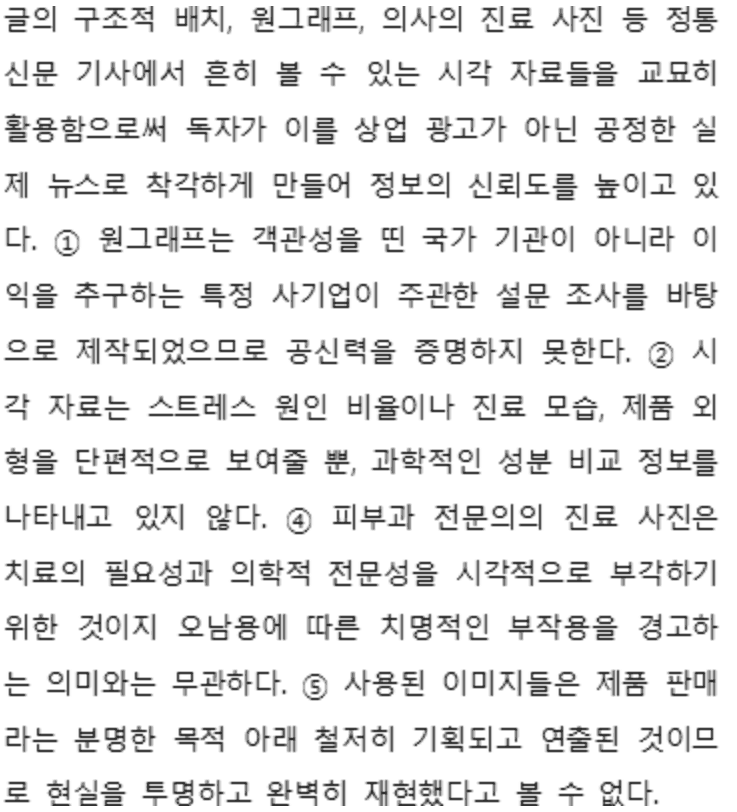 글의 구조적 배치, 원그래프, 의사의 진료 사진 등 정통
신문 기사에서 흔히 볼 수 있는 시각 자료들을 교묘히
활용함으로써 독자가 이를 상업 광고가 아닌 공정한 실
제 뉴스로 착각하게 만들어 정보의 신뢰도를 높이고 있
다. ① 원그래프는 객관성을 띤 국가 기관이 아니라 이
익을 추구하는 특정 사기업이 주관한 설문 조사를 바탕
으로 제작되었으므로 공신력을 증명하지 못한다. ② 시
각 자료는 스트레스 원인 비율이나 진료 모습, 제품 외
형을 단편적으로 보여줄 뿐, 과학적인 성분 비교 정보를
나타내고 있지 않다. ④ 피부과 전문의의 진료 사진은
치료의 필요성과 의학적 전문성을 시각적으로 부각하기
위한 것이지 오남용에 따른 치명적인 부작용을 경고하
는 의미와는 무관하다. ⑤ 사용된 이미지들은 제품 판매
라는 분명한 목적 아래 철저히 기획되고 연출된 것이므
로 현실을 투명하고 완벽히 재현했다고 볼 수 없다.